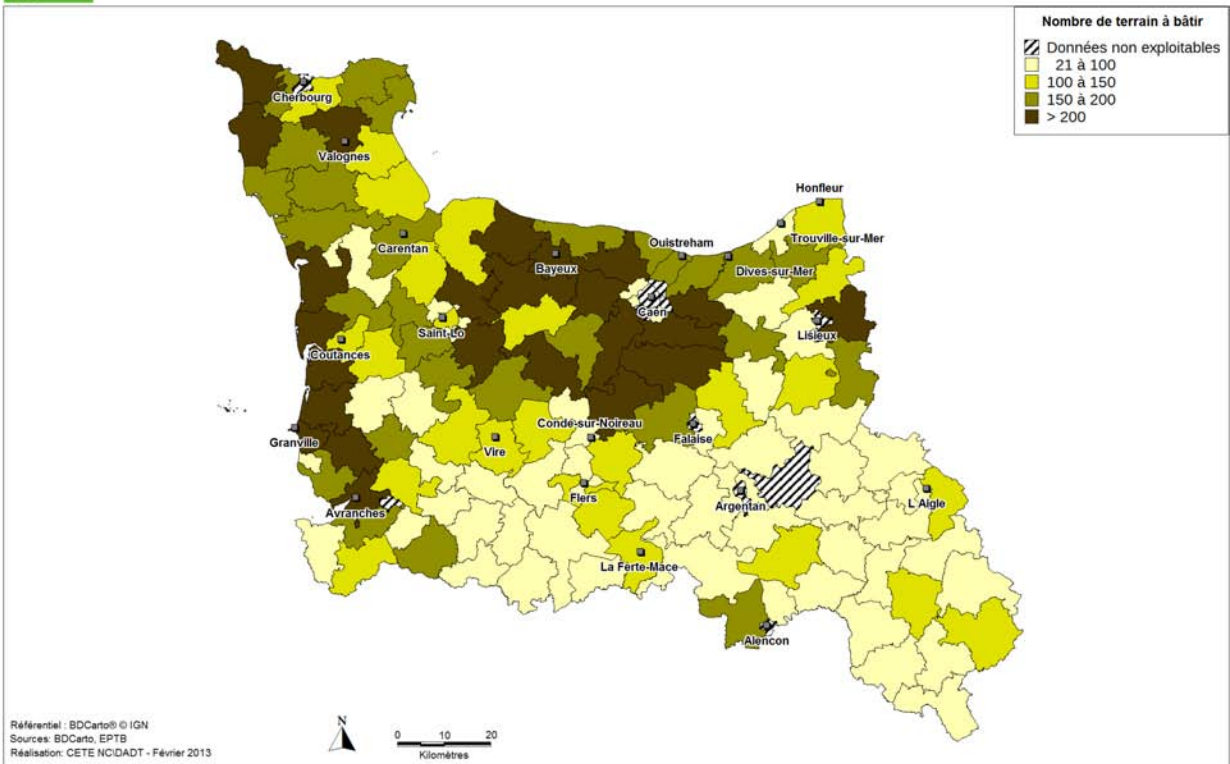 Nombre de terrain à bâtir
Données non exploitables
21 à 100
100 à 150
150 à 200
> 200
Cherbourg
Valognes
Honfleur
Carentan
Ouistreham
Trouville-sur-Mer
Bayeux
Dives-sur-Mer
Caen
Saint-Lo
Lisieux
Coutances
Condé-sur-Noireau
Granville
Falaise
Vire
Flers
Argentan
L'Aigle
Avranches
La Ferte-Mace
Alencon
Référentiel : BDCarto® © IGN
Sources: BDCarto, EPTB
Réalisation: CETE NC\DADT - Février 2013
N
0 10 20
Kilomètres